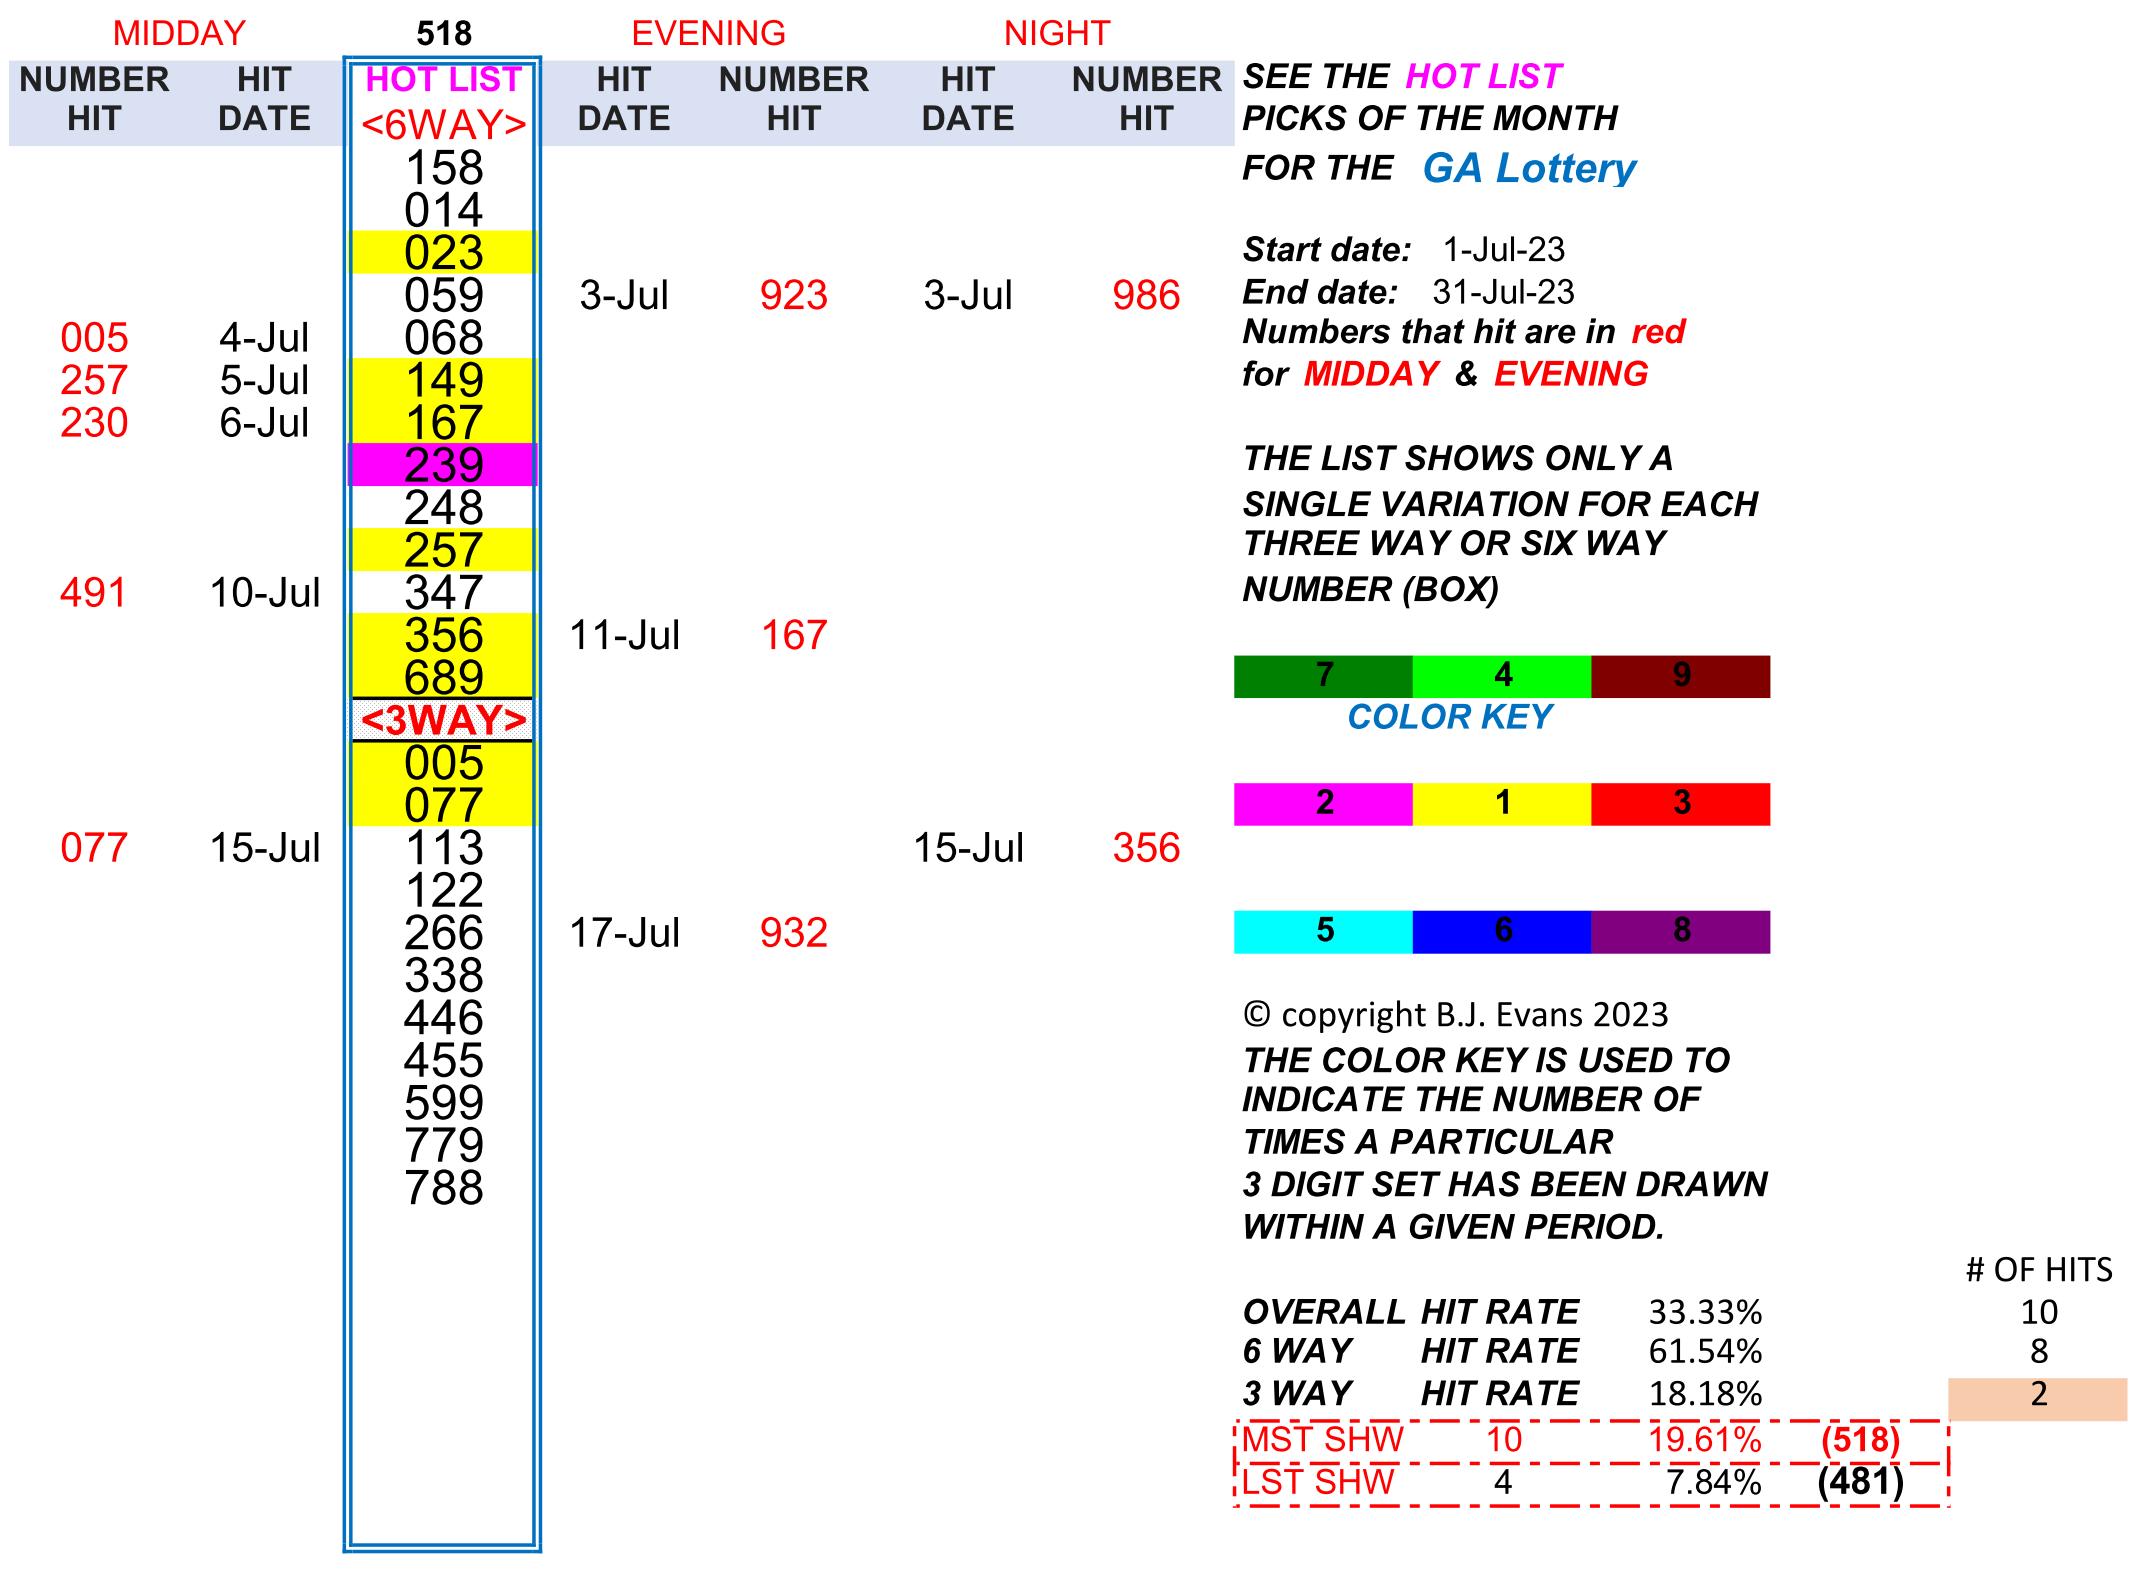 MIDDAY 518 EVENING NIGHT
NUMBER HIT HOT LIST HIT NUMBER HIT NUMBER
HIT DATE <6WAY> DATE HIT DATE HIT
158
014
023
059 3-Jul 923 3-Jul 986
005 4-Jul 068
257 5-Jul 149
230 6-Jul 167
239
248
257
491 10-Jul 347
356 11-Jul 167
689
<3WAY>
005
077
077 15-Jul 113 15-Jul 356
122
266 17-Jul 932
338
446
455
599
779
788
SEE THE HOT LIST
PICKS OF THE MONTH
FOR THE GA Lottery
Start date: 1-Jul-23
End date: 31-Jul-23
Numbers that hit are in red
for MIDDAY & EVENING
THE LIST SHOWS ONLY A
SINGLE VARIATION FOR EACH
THREE WAY OR SIX WAY
NUMBER (BOX)
7 4 9
COLOR KEY
2 1 3
5 6 8
© copyright B.J. Evans 2023
THE COLOR KEY IS USED TO
INDICATE THE NUMBER OF
TIMES A PARTICULAR
3 DIGIT SET HAS BEEN DRAWN
WITHIN A GIVEN PERIOD.
# OF HITS
OVERALL HIT RATE 33.33% 10
6 WAY HIT RATE 61.54% 8
3 WAY HIT RATE 18.18% 2
MST SHW 10 19.61% (518)
LST SHW 4 7.84% (481)